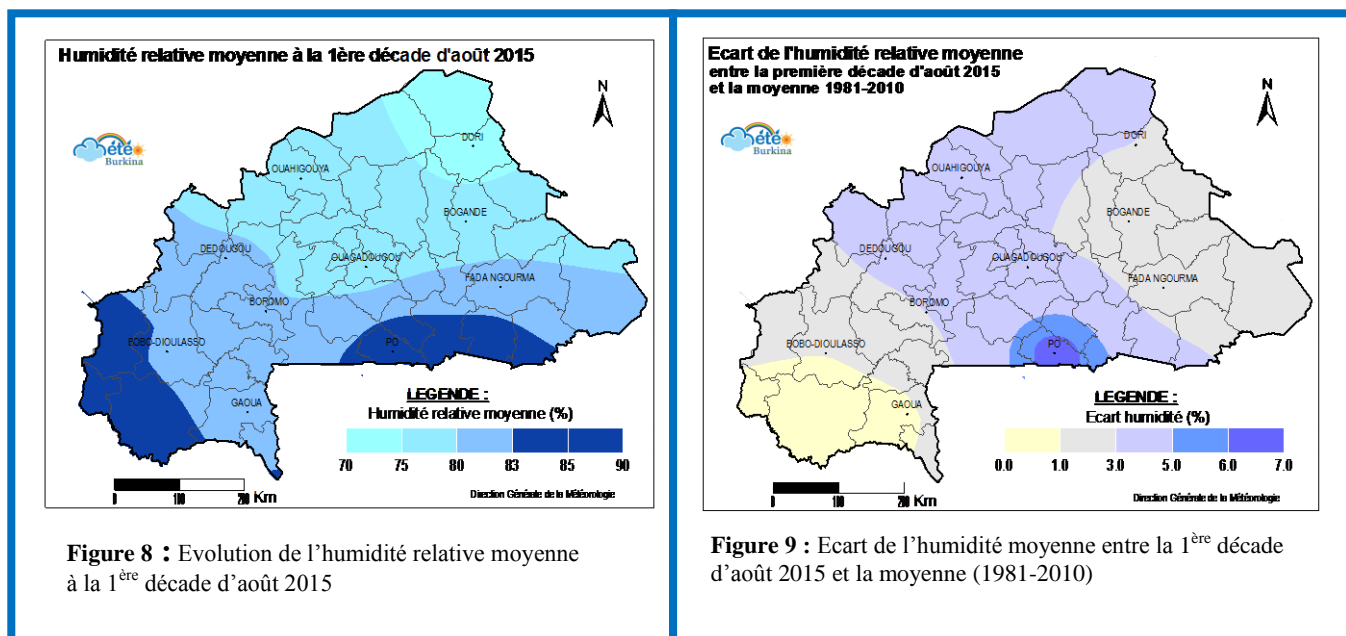 Humidité relative moyenne à la 1ère décade d'août 2015
N
Météo
Burkina
DORI
OUAHIGOUYA
BOGANDE
DEDOUGOU
OUAGADOUGOU
FADA NGOURMA
BOROMO
BOBO-DIOULASSO
PO
GAOUA
LEGENDE :
Humidité relative moyenne (%)
70 75 80 83 85 90
0 100 200 Km
Direction Générale de la Météorologie
Figure 8 : Evolution de l'humidité relative moyenne
à la 1ère décade d'août 2015
Ecart de l'humidité relative moyenne
entre la première décade d'août 2015
et la moyenne 1981-2010
N
Météo
Burkina
DORI
OUAHIGOUYA
BOGANDE
DEDOUGOU
OUAGADOUGOU
FADA NGOURMA
BOROMO
BOBO-DIOULASSO
PO
GAOUA
LEGENDE :
Ecart humidité (%)
0.0 1.0 3.0 5.0 6.0 7.0
0 100 200 Km
Direction Générale de la Météorologie
Figure 9 : Ecart de l'humidité moyenne entre la 1ère décade
d'août 2015 et la moyenne (1981-2010)